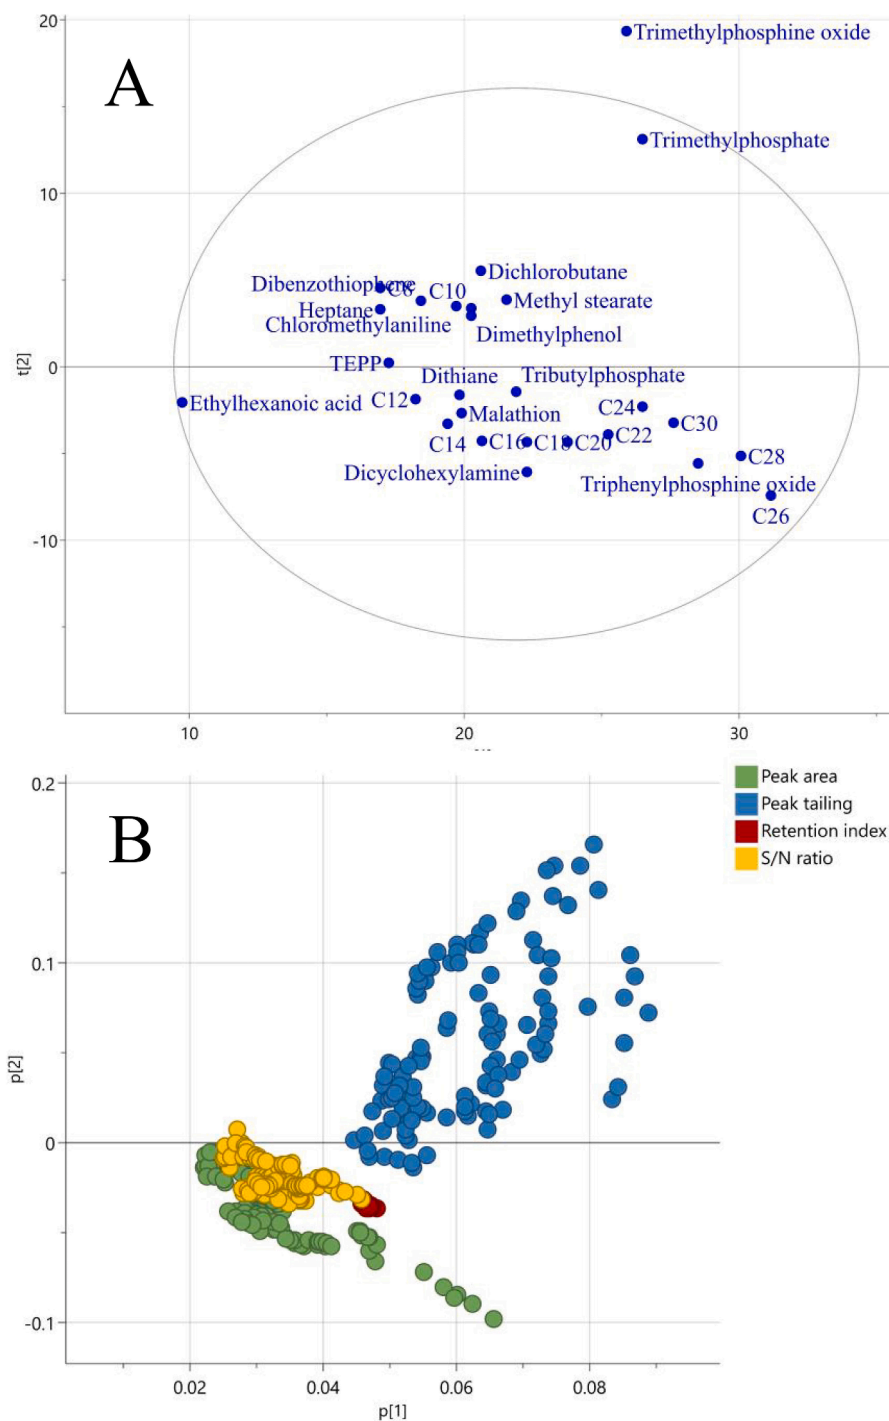 20
Trimethylphosphine oxide
A
Trimethylphosphate
10
Dichlorobutane
Dibenzothiophene
C8
C10
Methyl stearate
Heptane
Chloromethylaniline
Dimethylphenol
t[2]
0
TEPP
Dithiane
Tributylphosphate
Ethylhexanoic acid
C12
C24
Malathion
C30
C14
C16
C18
C20
C22
C28
Dicyclohexylamine
Triphenylphosphine oxide
C26
-10
10
20
30
0.2
Peak area
Peak tailing
B
Retention index
S/N ratio
0.1
p[2]
0
-0.1
0.02
0.04
0.06
0.08
p[1]